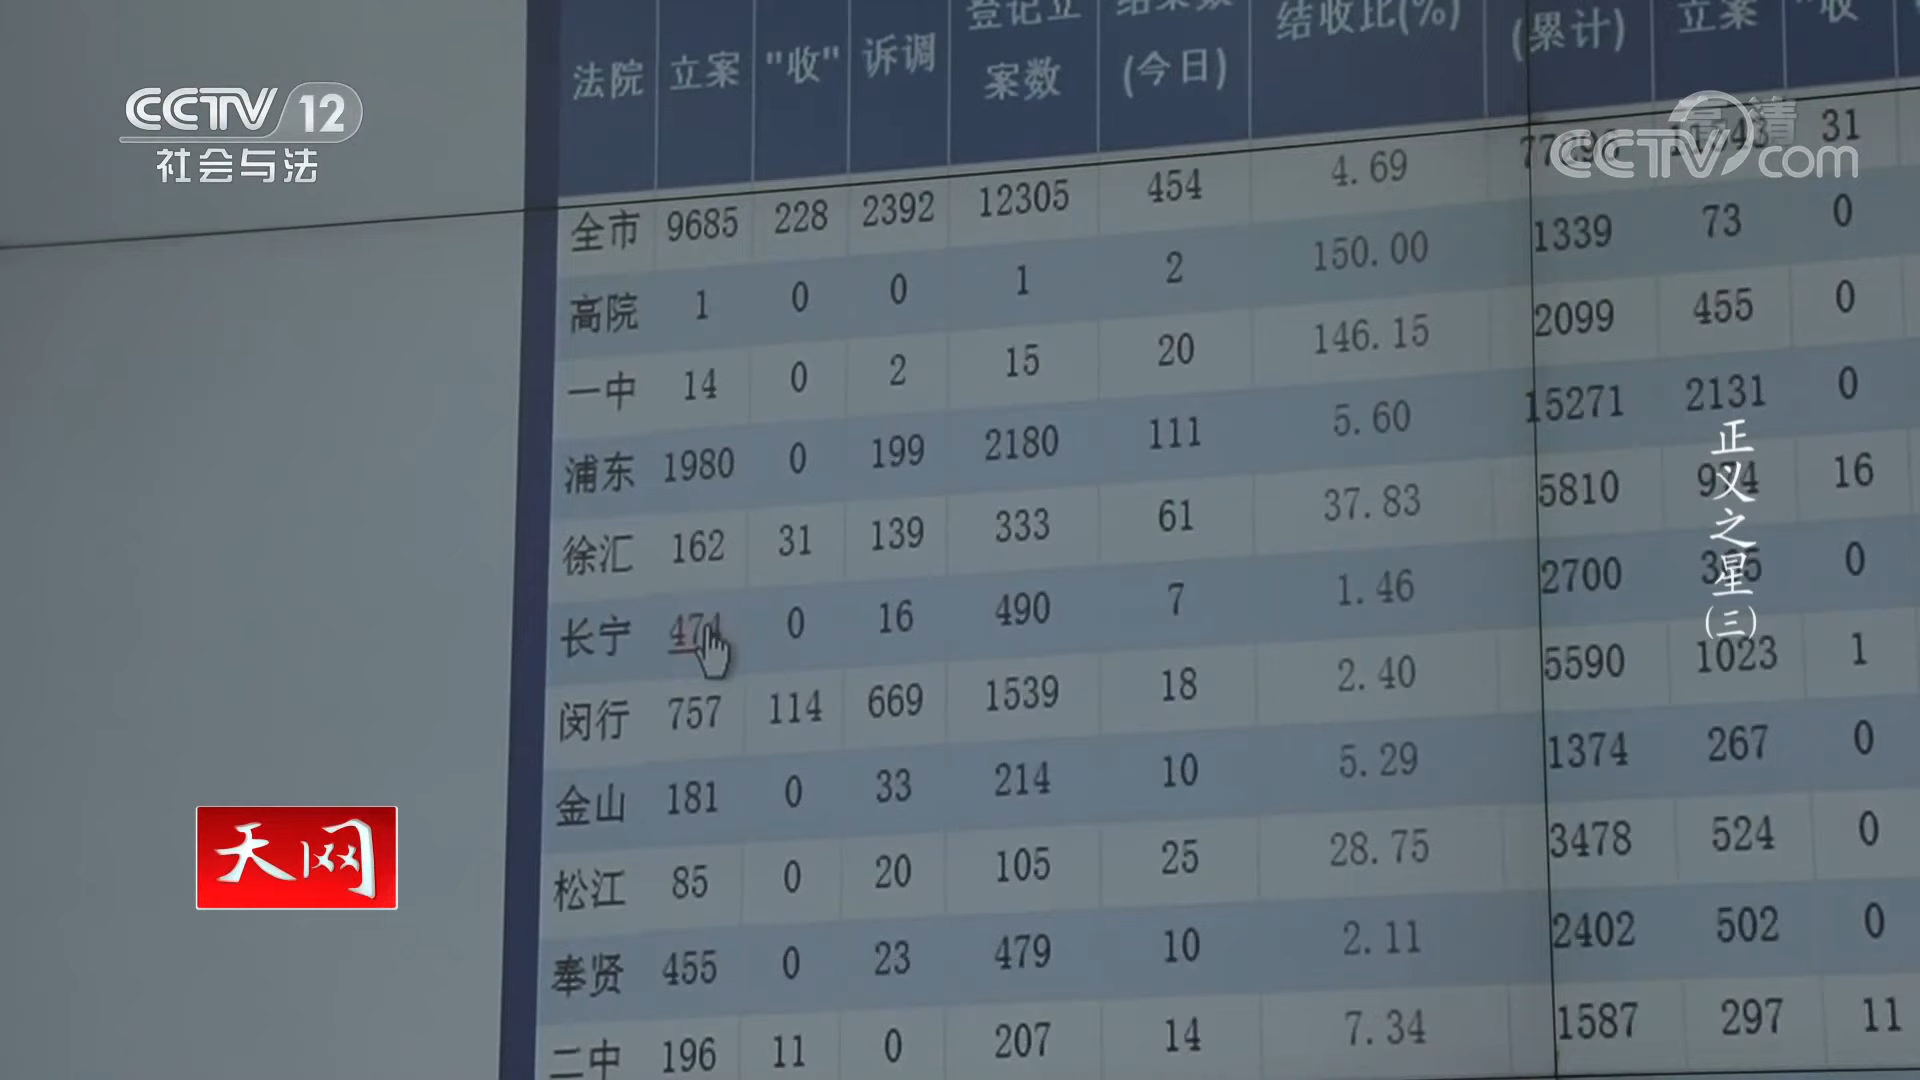 CCTV 12
社会与法
高清
CCTV.com
法院 立案 "收" 诉调 登记立案数 结案数(今日) 结收比(%) (累计) 立案 "收"
全市 9685 228 2392 12305 454 4.69 31
高院 1 0 0 1 2 150.00 1339 73 0
一中 14 0 2 15 20 146.15 2099 455 0
浦东 1980 0 199 2180 111 5.60 15271 2131 0
徐汇 162 31 139 333 61 37.83 5810 974 16
长宁 474 0 16 490 7 1.46 2700 0
闵行 757 114 669 1539 18 2.40 5590 1023 1
金山 181 0 33 214 10 5.29 1374 267 0
松江 85 0 20 105 25 28.75 3478 524 0
奉贤 455 0 23 479 10 2.11 2402 502 0
二中 196 11 0 207 14 7.34 1587 297 11
正义之星(三)
天网